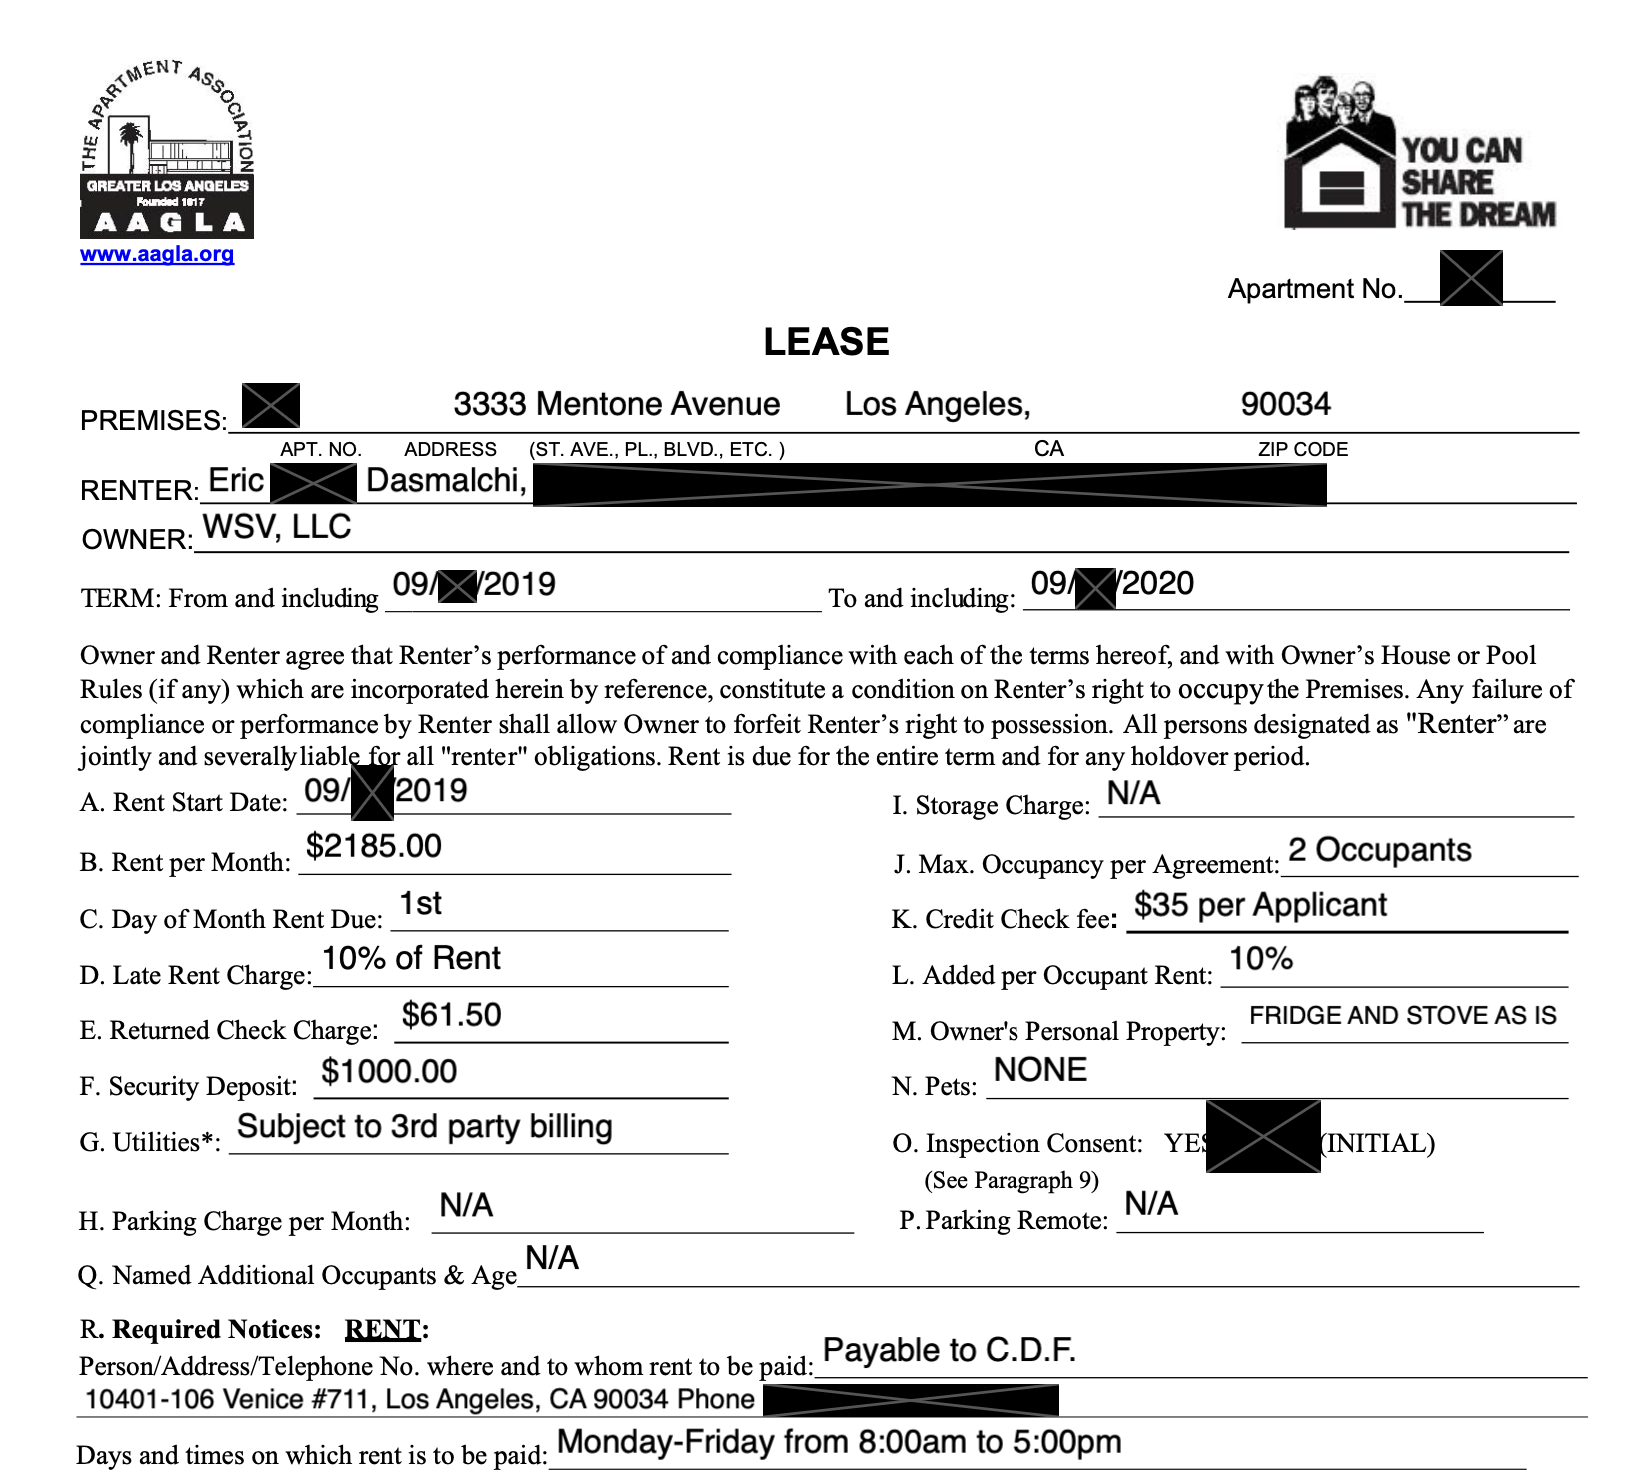 THE APARTMENT ASSOCIATION
GREATER LOS ANGELES
Founded 1917
AAGLA
www.aagla.org
YOU CAN
SHARE
THE DREAM
Apartment No.
LEASE
PREMISES: 3333 Mentone Avenue Los Angeles, 90034
APT. NO. ADDRESS (ST. AVE., PL., BLVD., ETC. ) CA ZIP CODE
RENTER: Eric Dasmalchi,
OWNER: WSV, LLC
TERM: From and including 09/ /2019 To and including: 09/ /2020
Owner and Renter agree that Renter’s performance of and compliance with each of the terms hereof, and with Owner’s House or Pool
Rules (if any) which are incorporated herein by reference, constitute a condition on Renter’s right to occupy the Premises. Any failure of
compliance or performance by Renter shall allow Owner to forfeit Renter’s right to possession. All persons designated as "Renter” are
jointly and severally liable for all "renter" obligations. Rent is due for the entire term and for any holdover period.
A. Rent Start Date: 09/ /2019
B. Rent per Month: $2185.00
C. Day of Month Rent Due: 1st
D. Late Rent Charge: 10% of Rent
E. Returned Check Charge: $61.50
F. Security Deposit: $1000.00
G. Utilities*: Subject to 3rd party billing
H. Parking Charge per Month: N/A
I. Storage Charge: N/A
J. Max. Occupancy per Agreement: 2 Occupants
K. Credit Check fee: $35 per Applicant
L. Added per Occupant Rent: 10%
M. Owner's Personal Property: FRIDGE AND STOVE AS IS
N. Pets: NONE
O. Inspection Consent: YES (INITIAL)
(See Paragraph 9)
P. Parking Remote: N/A
Q. Named Additional Occupants & Age N/A
R. Required Notices: RENT:
Person/Address/Telephone No. where and to whom rent to be paid: Payable to C.D.F.
10401-106 Venice #711, Los Angeles, CA 90034 Phone
Days and times on which rent is to be paid: Monday-Friday from 8:00am to 5:00pm